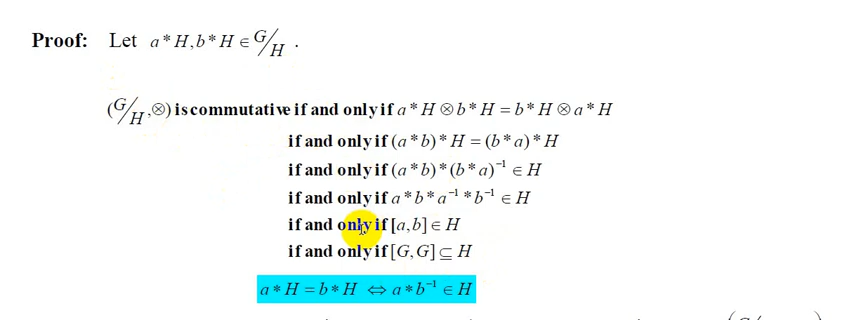 Proof: Let a * H, b * H ∈ G/H .
(G/H, ⊗) is commutative if and only if a * H ⊗ b * H = b * H ⊗ a * H
if and only if (a * b) * H = (b * a) * H
if and only if (a * b) * (b * a)⁻¹ ∈ H
if and only if a * b * a⁻¹ * b⁻¹ ∈ H
if and only if [a, b] ∈ H
if and only if [G, G] ⊆ H
a * H = b * H ⇔ a * b⁻¹ ∈ H